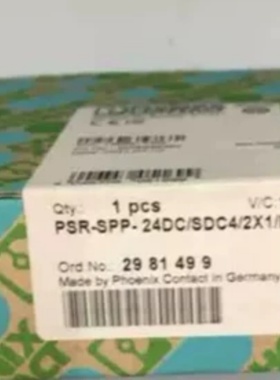 Qty.: 1 pcs V/C:
PSR-SPP- 24DC/SDC4/2X1/
Ord No.: 29 81 49 9
Made by Phoenix Contact in Germany